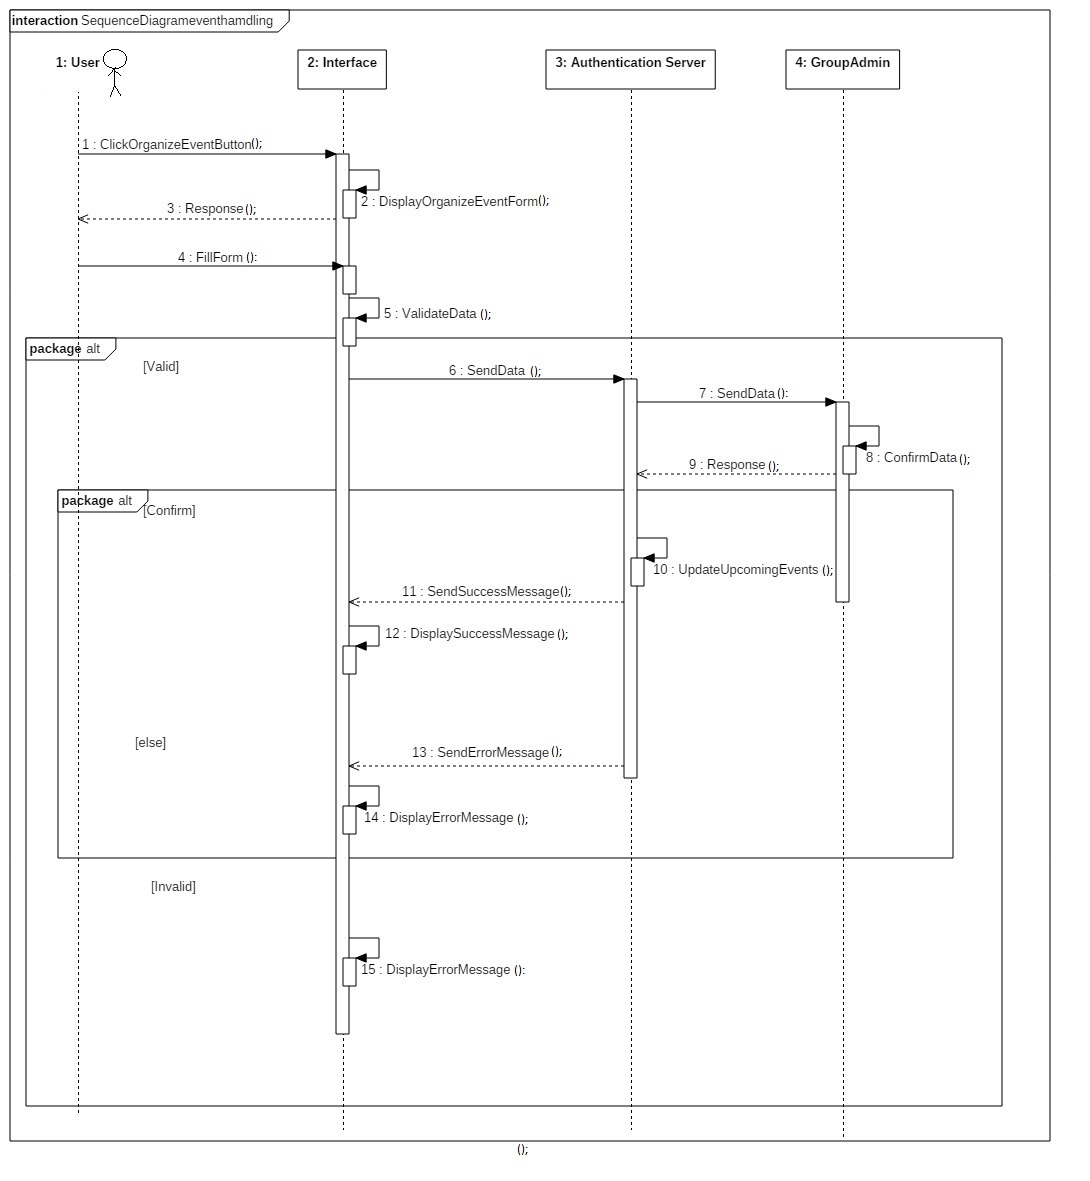 interaction SequenceDiagrameventhamdling
1: User
2: Interface
3: Authentication Server
4: GroupAdmin
1 : ClickOrganizeEventButton();
2 : DisplayOrganizeEventForm();
3 : Response ();
4 : FillForm ():
5 : ValidateData ();
package alt
[Valid]
6 : SendData ();
7 : SendData ():
8 : ConfirmData ();
9 : Response ();
package alt
[Confirm]
10 : UpdateUpcomingEvents ();
11 : SendSuccessMessage();
12 : DisplaySuccessMessage ();
[else]
13 : SendErrorMessage ();
14 : DisplayErrorMessage ();
[Invalid]
15 : DisplayErrorMessage ():
();